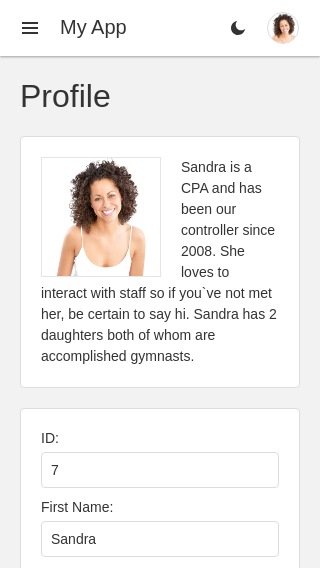 My App
Profile
Sandra is a
CPA and has
been our
controller since
2008. She
loves to
interact with staff so if you`ve not met
her, be certain to say hi. Sandra has 2
daughters both of whom are
accomplished gymnasts.
ID:
7
First Name:
Sandra